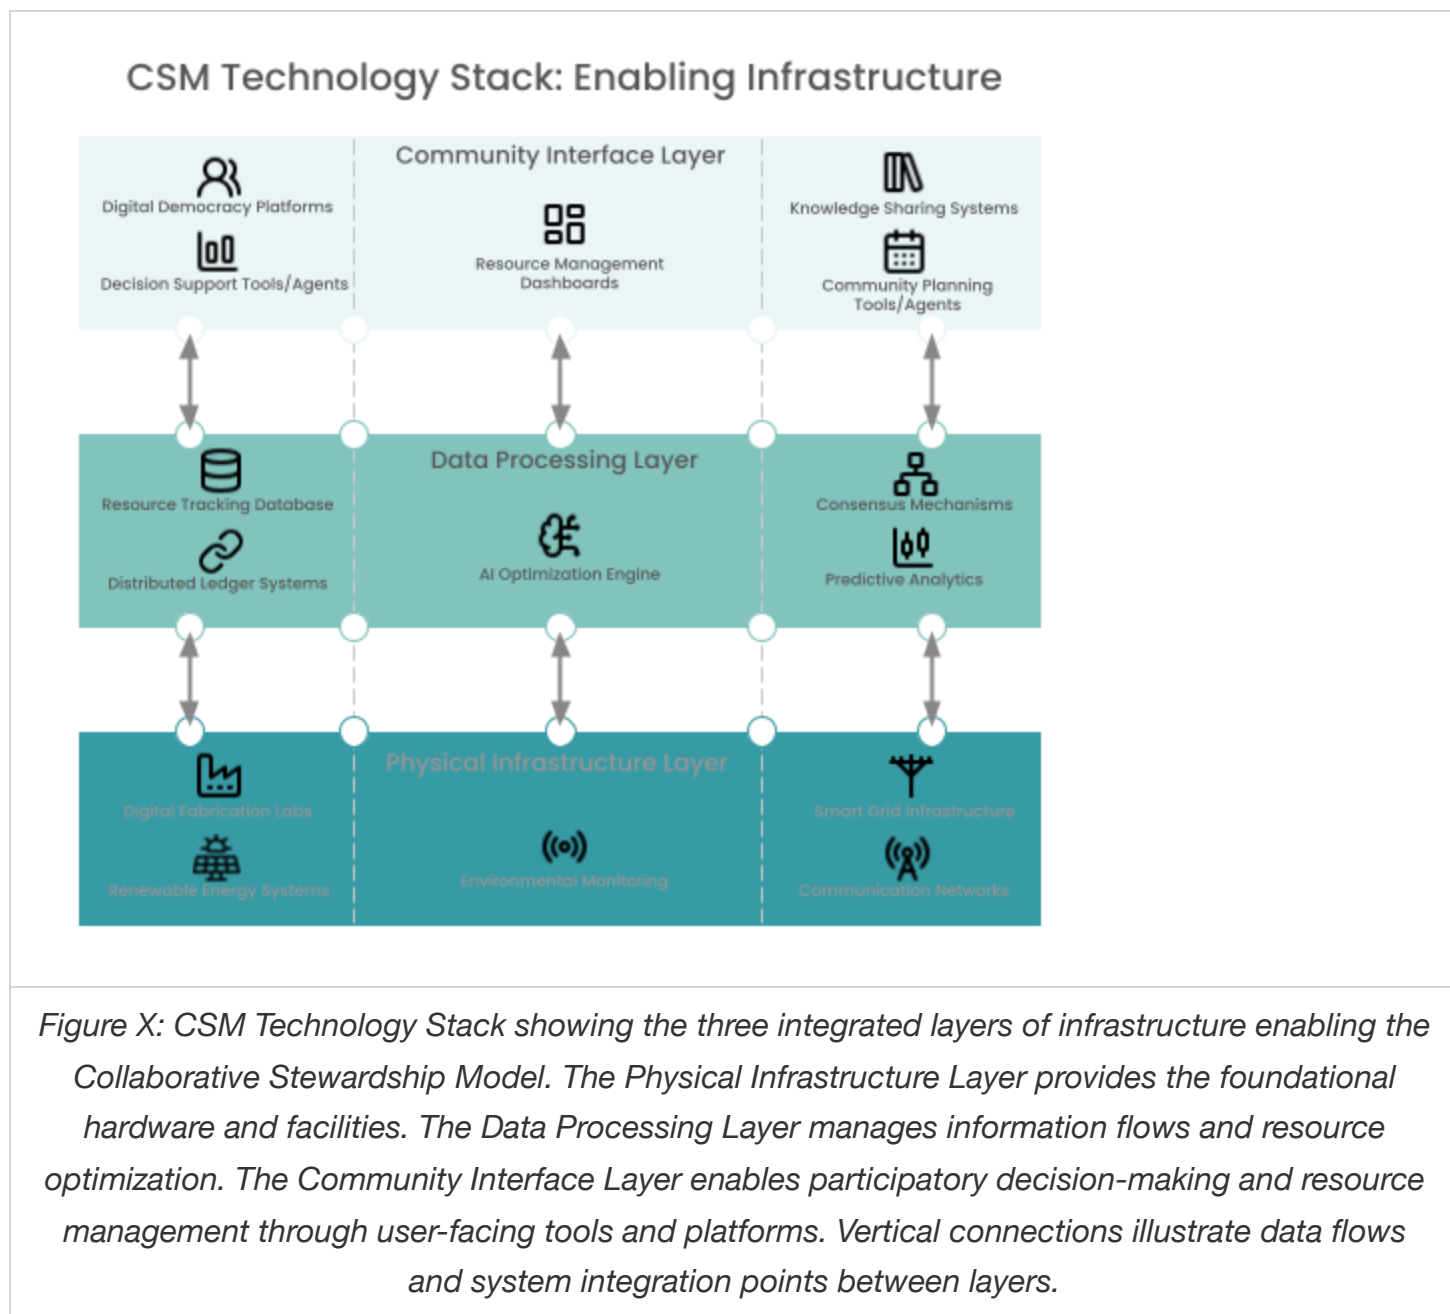 CSM Technology Stack: Enabling Infrastructure
Community Interface Layer
Digital Democracy Platforms
Decision Support Tools/Agents
Resource Management
Dashboards
Knowledge Sharing Systems
Community Planning
Tools/Agents
Data Processing Layer
Resource Tracking Database
Distributed Ledger Systems
AI Optimization Engine
Consensus Mechanisms
Predictive Analytics
Physical Infrastructure Layer
Digital Fabrication Labs
Renewable Energy Systems
Environmental Monitoring
Smart Grid Infrastructure
Communication Networks
Figure X: CSM Technology Stack showing the three integrated layers of infrastructure enabling the
Collaborative Stewardship Model. The Physical Infrastructure Layer provides the foundational
hardware and facilities. The Data Processing Layer manages information flows and resource
optimization. The Community Interface Layer enables participatory decision-making and resource
management through user-facing tools and platforms. Vertical connections illustrate data flows
and system integration points between layers.